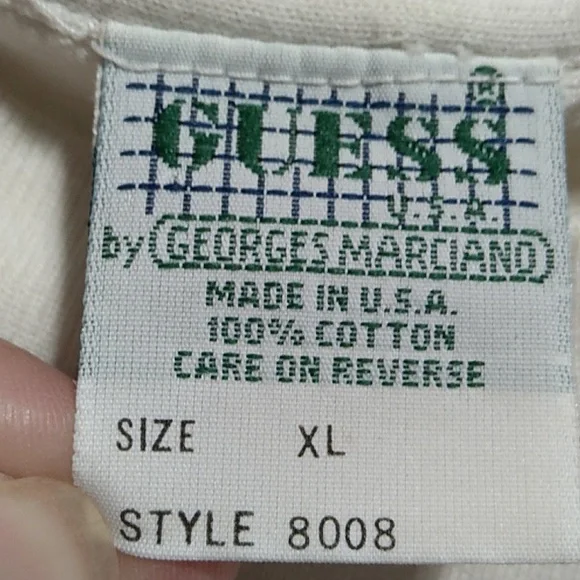 GUESS®
U.S.A.
by GEORGES MARCIANO
MADE IN U.S.A.
100% COTTON
CARE ON REVERSE
SIZE XL
STYLE 8008